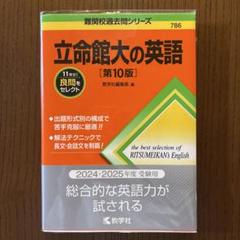 難関校過去問シリーズ
786
立命館大の英語
[第10版]
教学社編集部 編
11年分!
良問を
セレクト
▶出題形式別の構成で
苦手克服に最適!!
▶解法テクニックで
長文・会話文を制覇!
the best selection of
RITSUMEIKAN's English
2024・2025年度 受験用
総合的な英語力が
試される
教学社